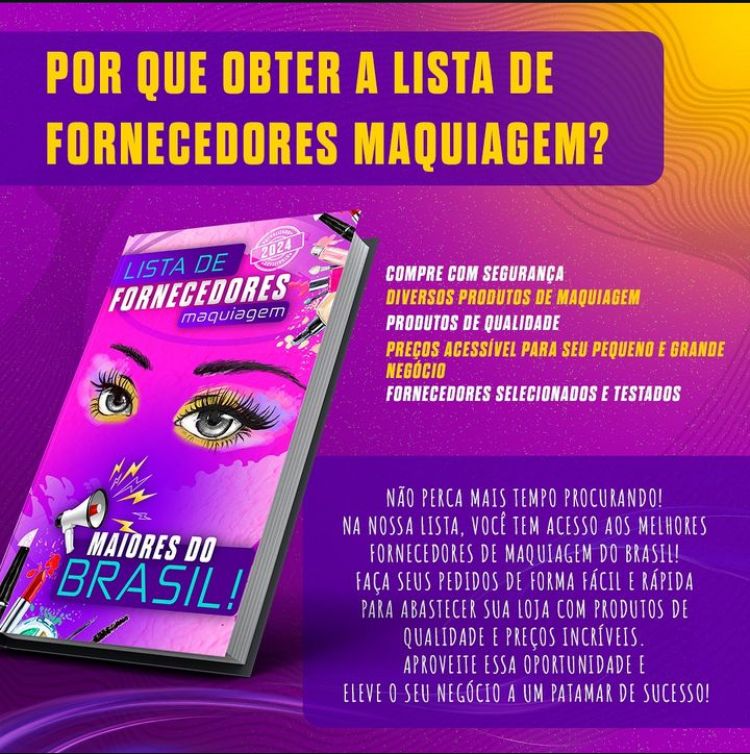 POR QUE OBTER A LISTA DE
FORNECEDORES MAQUIAGEM?
2024
LISTA DE
FORNECEDORES
maquiagem
MAIORES DO
BRASIL!
COMPRE COM SEGURANÇA
DIVERSOS PRODUTOS DE MAQUIAGEM
PRODUTOS DE QUALIDADE
PREÇOS ACESSÍVEL PARA SEU PEQUENO E GRANDE
NEGÓCIO
FORNECEDORES SELECIONADOS E TESTADOS
NÃO PERCA MAIS TEMPO PROCURANDO!
NA NOSSA LISTA, VOCÊ TEM ACESSO AOS MELHORES
FORNECEDORES DE MAQUIAGEM DO BRASIL!
FAÇA SEUS PEDIDOS DE FORMA FÁCIL E RÁPIDA
PARA ABASTECER SUA LOJA COM PRODUTOS DE
QUALIDADE E PREÇOS INCRÍVEIS.
APROVEITE ESSA OPORTUNIDADE E
ELEVE O SEU NEGÓCIO A UM PATAMAR DE SUCESSO!